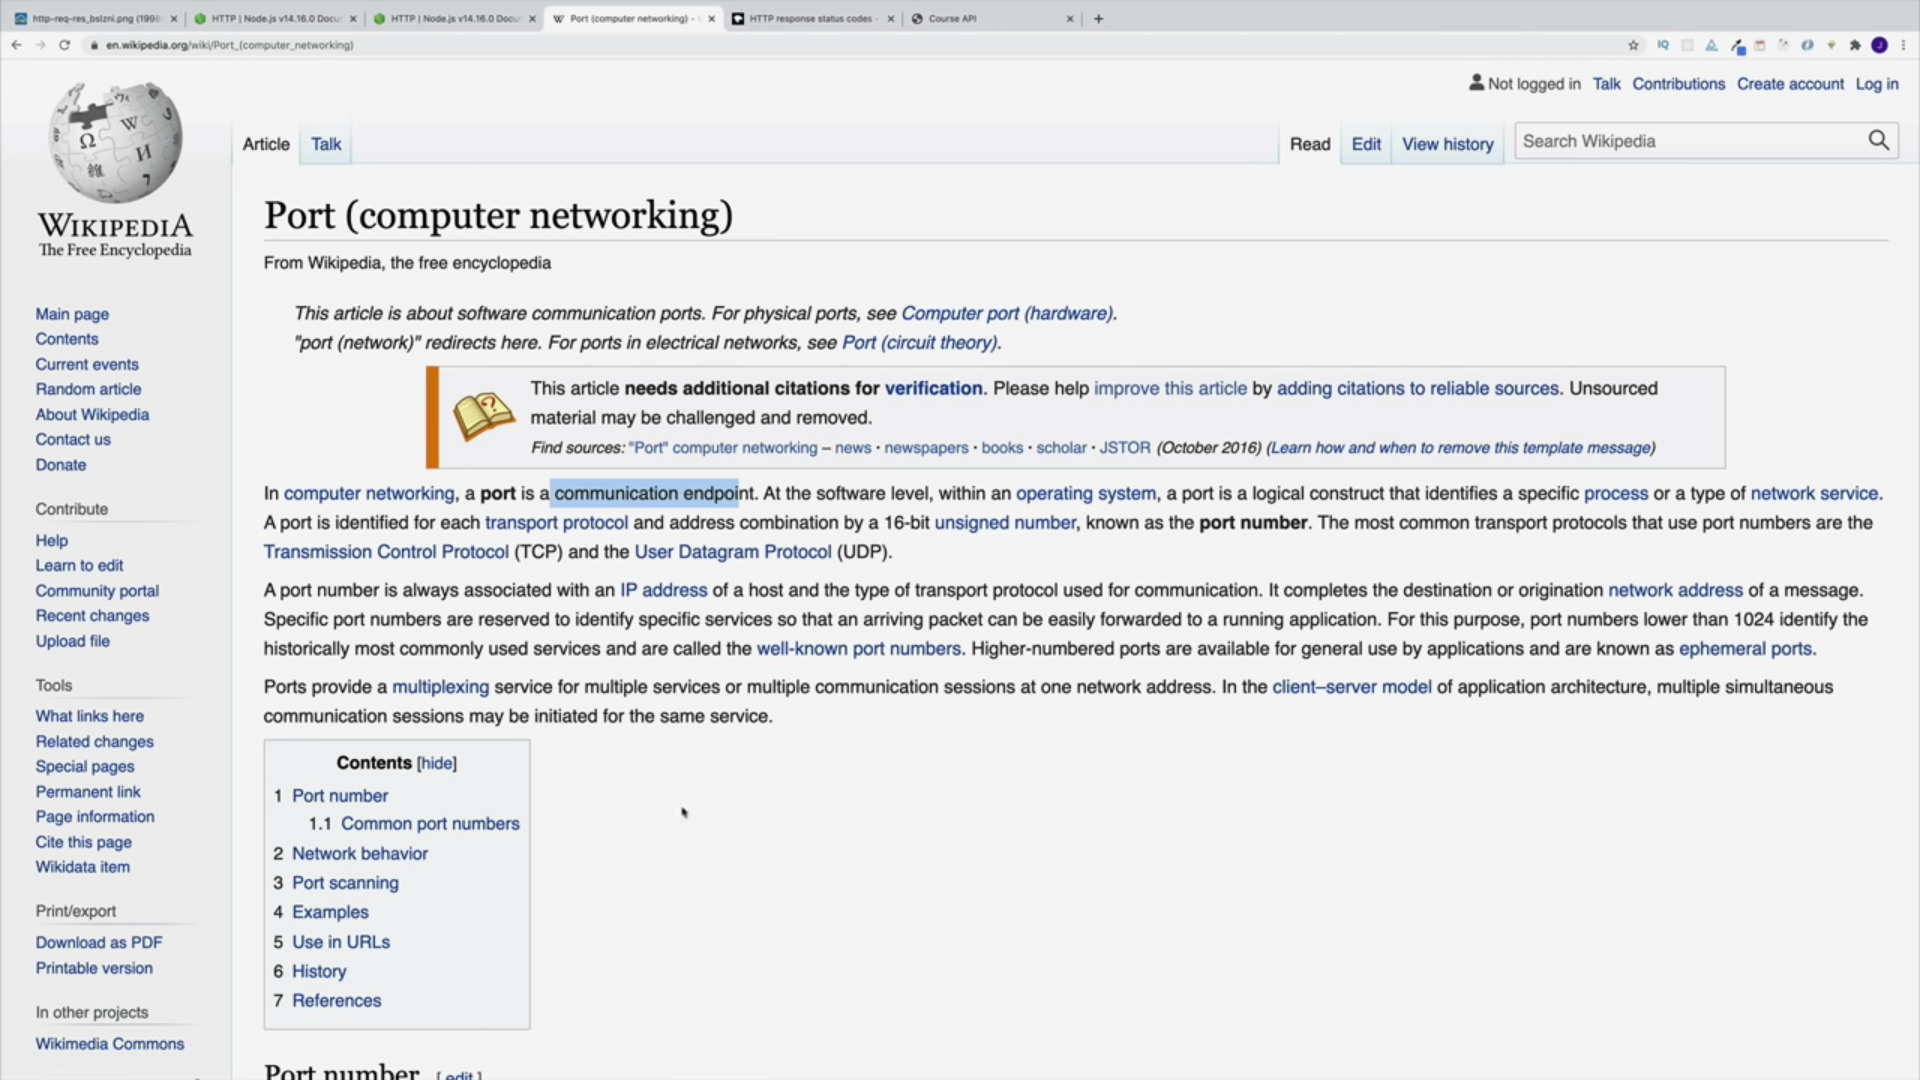 http-req-res_bslzni.png (1998
HTTP | Node.js v14.16.0 Docu
HTTP | Node.js v14.16.0 Docu
Port (computer networking) -
HTTP response status codes -
Course API
en.wikipedia.org/wiki/Port_(computer_networking)
Not logged in Talk Contributions Create account Log in
Article Talk Read Edit View history Search Wikipedia
WIKIPEDIA
The Free Encyclopedia
Port (computer networking)
From Wikipedia, the free encyclopedia
This article is about software communication ports. For physical ports, see Computer port (hardware).
"port (network)" redirects here. For ports in electrical networks, see Port (circuit theory).
This article needs additional citations for verification. Please help improve this article by adding citations to reliable sources. Unsourced
material may be challenged and removed.
Find sources: "Port" computer networking – news · newspapers · books · scholar · JSTOR (October 2016) (Learn how and when to remove this template message)
In computer networking, a port is a communication endpoint. At the software level, within an operating system, a port is a logical construct that identifies a specific process or a type of network service.
A port is identified for each transport protocol and address combination by a 16-bit unsigned number, known as the port number. The most common transport protocols that use port numbers are the
Transmission Control Protocol (TCP) and the User Datagram Protocol (UDP).
A port number is always associated with an IP address of a host and the type of transport protocol used for communication. It completes the destination or origination network address of a message.
Specific port numbers are reserved to identify specific services so that an arriving packet can be easily forwarded to a running application. For this purpose, port numbers lower than 1024 identify the
historically most commonly used services and are called the well-known port numbers. Higher-numbered ports are available for general use by applications and are known as ephemeral ports.
Ports provide a multiplexing service for multiple services or multiple communication sessions at one network address. In the client–server model of application architecture, multiple simultaneous
communication sessions may be initiated for the same service.
Contents [hide]
1 Port number
1.1 Common port numbers
2 Network behavior
3 Port scanning
4 Examples
5 Use in URLs
6 History
7 References
Port number [ edit ]
Main page
Contents
Current events
Random article
About Wikipedia
Contact us
Donate
Contribute
Help
Learn to edit
Community portal
Recent changes
Upload file
Tools
What links here
Related changes
Special pages
Permanent link
Page information
Cite this page
Wikidata item
Print/export
Download as PDF
Printable version
In other projects
Wikimedia Commons